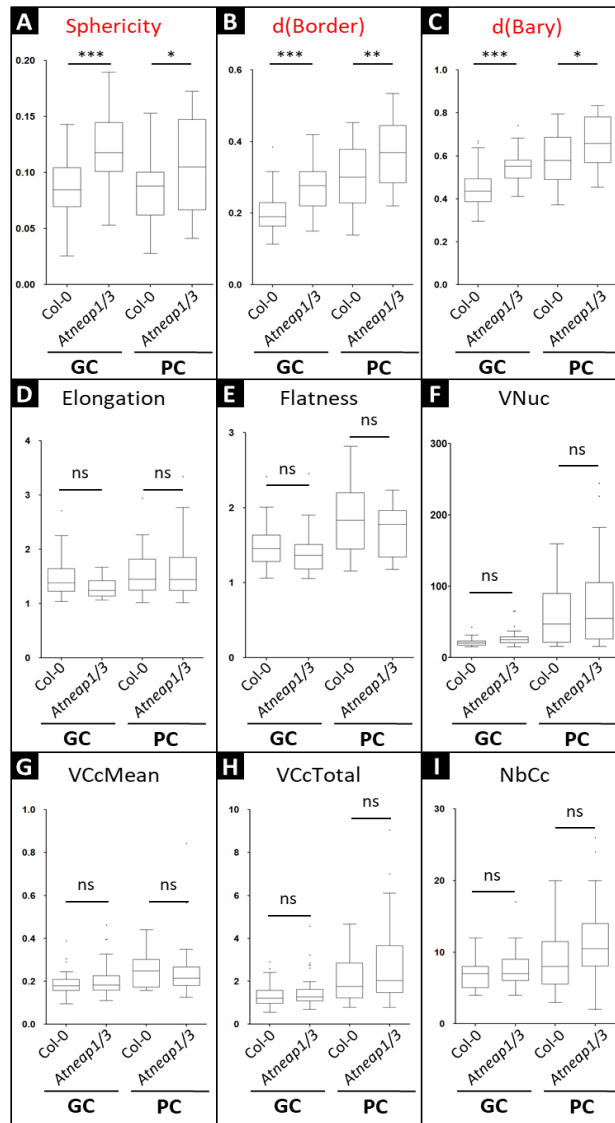 A Sphericity
0.20
0.15
0.10
0.05
0.00
*** *
Col-0 Atneap1/3 Col-0 Atneap1/3
GC PC
B d(Border)
0.6
0.4
0.2
0.0
*** **
Col-0 Atneap1/3 Col-0 Atneap1/3
GC PC
C d(Bary)
1.0
0.8
0.6
0.4
0.2
0.0
*** *
Col-0 Atneap1/3 Col-0 Atneap1/3
GC PC
D Elongation
4
3
2
1
0
ns ns
Col-0 Atneap1/3 Col-0 Atneap1/3
GC PC
E Flatness
3
2
1
0
ns ns
Col-0 Atneap1/3 Col-0 Atneap1/3
GC PC
F VNuc
300
200
100
0
ns ns
Col-0 Atneap1/3 Col-0 Atneap1/3
GC PC
G VCcMean
1.0
0.8
0.6
0.4
0.2
0.0
ns ns
Col-0 Atneap1/3 Col-0 Atneap1/3
GC PC
H VCcTotal
10
8
6
4
2
0
ns ns
Col-0 Atneap1/3 Col-0 Atneap1/3
GC PC
I NbCc
30
20
10
0
ns ns
Col-0 Atneap1/3 Col-0 Atneap1/3
GC PC